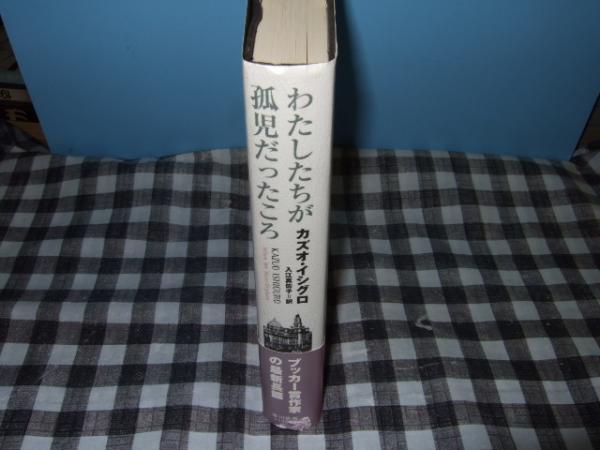 わたしたちが
孤児だったころ
カズオ・イシグロ
入江真佐子=訳
KAZUO ISHIGURO
ブッカー賞作家
の最新長篇